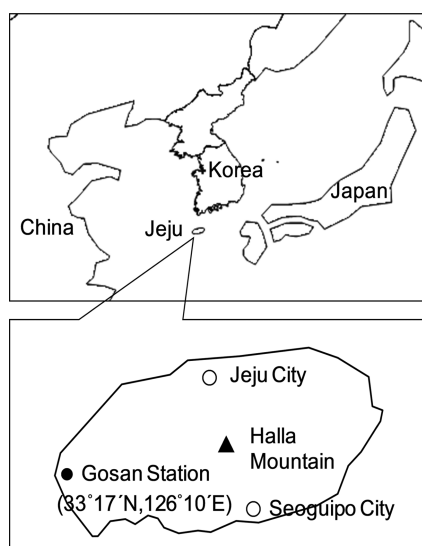 Korea
Japan
China
Jeju
Jeju City
Halla
Mountain
Gosan Station
(33°17´N,126°10´E)
Seoguipo City